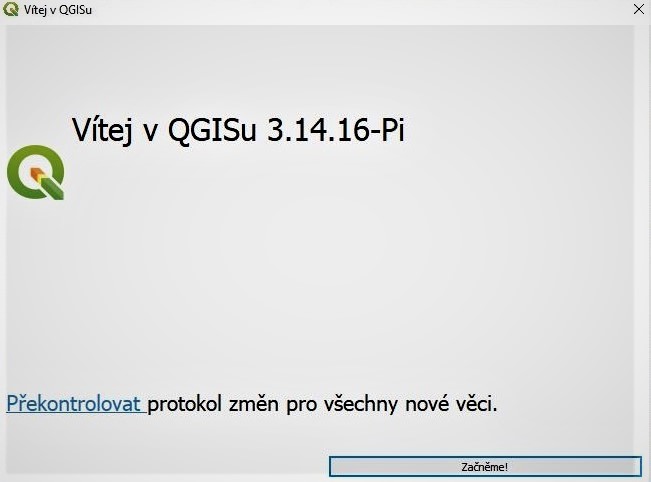 Vítej v QGISu
Vítej v QGISu 3.14.16-Pi
Překontrolovat protokol změn pro všechny nové věci.
Začněme!